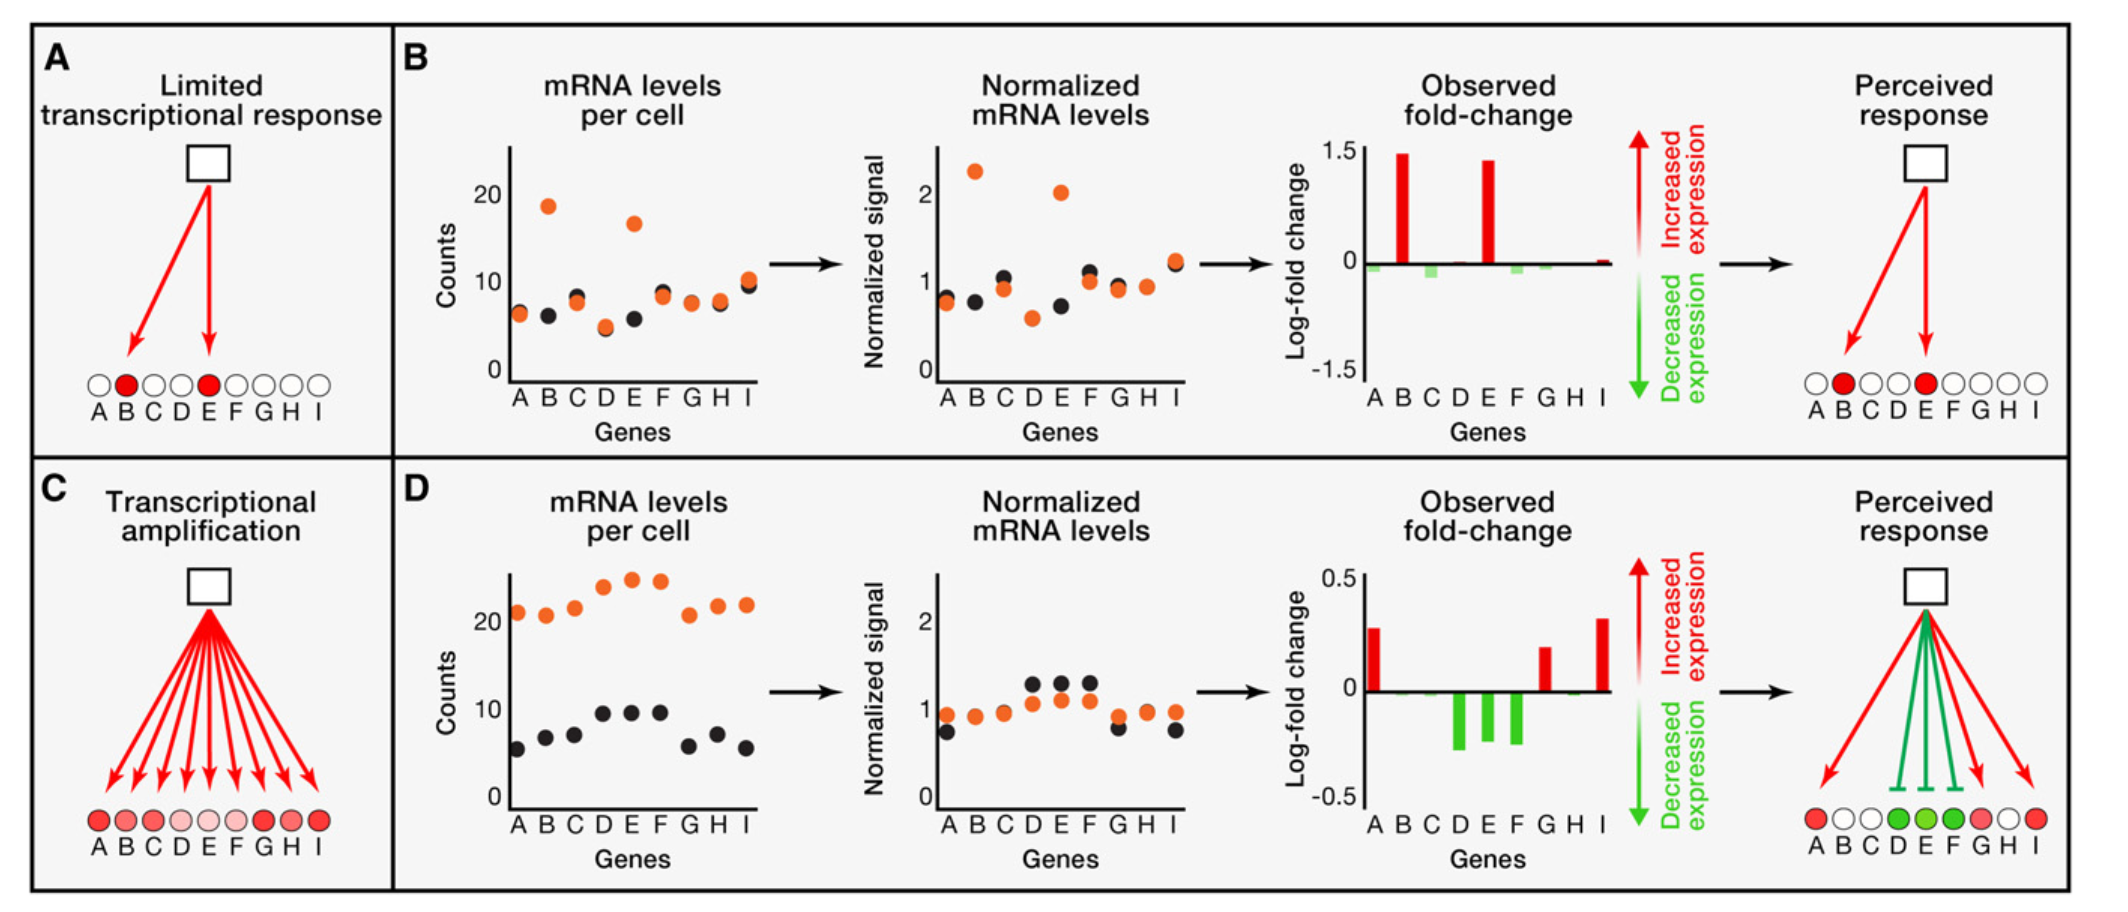 A
Limited
transcriptional response
A B C D E F G H I
B
mRNA levels
per cell
Counts
20
10
0
A B C D E F G H I
Genes
Normalized
mRNA levels
Normalized signal
2
1
0
A B C D E F G H I
Genes
Observed
fold-change
Log-fold change
1.5
0
-1.5
A B C D E F G H I
Genes
Increased
expression
Decreased
expression
Perceived
response
A B C D E F G H I
C
Transcriptional
amplification
A B C D E F G H I
D
mRNA levels
per cell
Counts
20
10
0
A B C D E F G H I
Genes
Normalized
mRNA levels
Normalized signal
2
1
0
A B C D E F G H I
Genes
Observed
fold-change
Log-fold change
0.5
0
-0.5
A B C D E F G H I
Genes
Increased
expression
Decreased
expression
Perceived
response
A B C D E F G H I